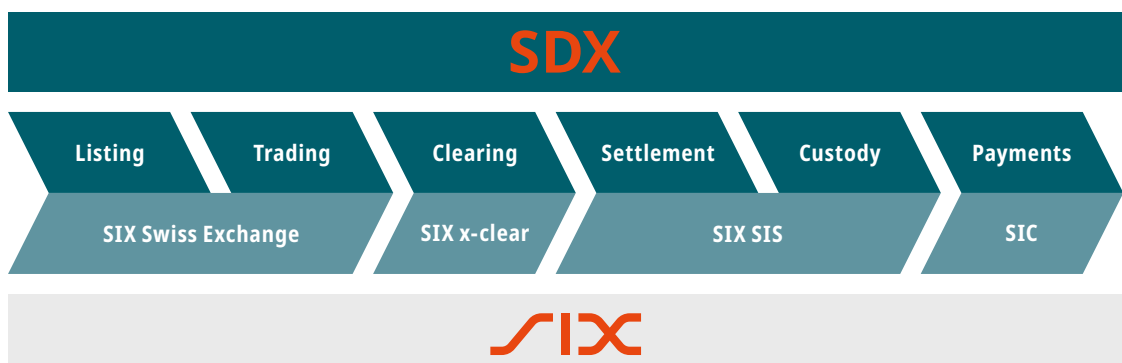 SDX
Listing Trading Clearing Settlement Custody Payments
SIX Swiss Exchange SIX x-clear SIX SIS SIC
SIX